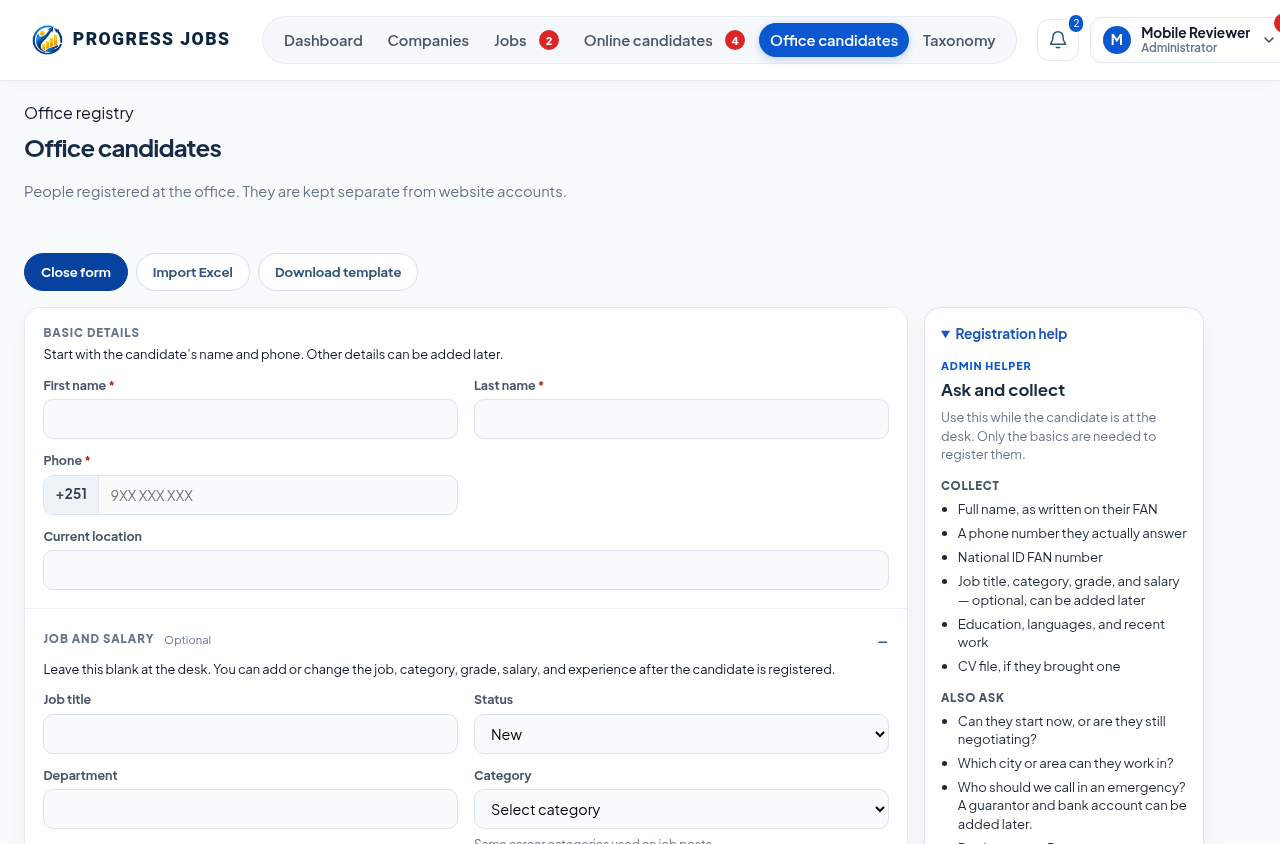 PROGRESS JOBS
Dashboard
Companies
Jobs 2
Online candidates 4
Office candidates
Taxonomy
2
M
Mobile Reviewer
Administrator
Office registry
Office candidates
People registered at the office. They are kept separate from website accounts.
Close form
Import Excel
Download template
BASIC DETAILS
Start with the candidate's name and phone. Other details can be added later.
First name *
Last name *
Phone *
+251 9XX XXX XXX
Current location
JOB AND SALARY Optional
Leave this blank at the desk. You can add or change the job, category, grade, salary, and experience after the candidate is registered.
Job title
Status
New
Department
Category
Select category
Same career categories used on job posts
▼ Registration help
ADMIN HELPER
Ask and collect
Use this while the candidate is at the
desk. Only the basics are needed to
register them.
COLLECT
• Full name, as written on their FAN
• A phone number they actually answer
• National ID FAN number
• Job title, category, grade, and salary
— optional, can be added later
• Education, languages, and recent
work
• CV file, if they brought one
ALSO ASK
• Can they start now, or are they still
negotiating?
• Which city or area can they work in?
• Who should we call in an emergency?
A guarantor and bank account can be
added later.